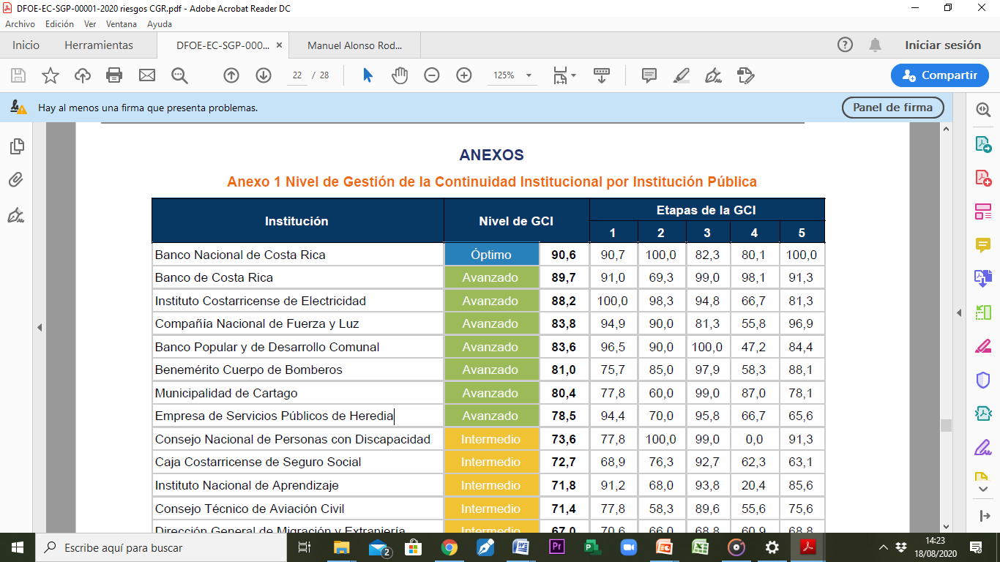 DFOE-EC-SGP-00001-2020 riesgos CGR.pdf - Adobe Acrobat Reader DC
Archivo Edición Ver Ventana Ayuda
Inicio Herramientas DFOE-EC-SGP-000... × Manuel Alonso Rod... Iniciar sesión
22 / 28 125% Compartir
Hay al menos una firma que presenta problemas. Panel de firma
ANEXOS
Anexo 1 Nivel de Gestión de la Continuidad Institucional por Institución Pública
Institución Nivel de GCI Etapas de la GCI
1 2 3 4 5
Banco Nacional de Costa Rica Óptimo 90,6 90,7 100,0 82,3 80,1 100,0
Banco de Costa Rica Avanzado 89,7 91,0 69,3 99,0 98,1 91,3
Instituto Costarricense de Electricidad Avanzado 88,2 100,0 98,3 94,8 66,7 81,3
Compañía Nacional de Fuerza y Luz Avanzado 83,8 94,9 90,0 81,3 55,8 96,9
Banco Popular y de Desarrollo Comunal Avanzado 83,6 96,5 90,0 100,0 47,2 84,4
Benemérito Cuerpo de Bomberos Avanzado 81,0 75,7 85,0 97,9 58,3 88,1
Municipalidad de Cartago Avanzado 80,4 77,8 60,0 99,0 87,0 78,1
Empresa de Servicios Públicos de Heredia Avanzado 78,5 94,4 70,0 95,8 66,7 65,6
Consejo Nacional de Personas con Discapacidad Intermedio 73,6 77,8 100,0 99,0 0,0 91,3
Caja Costarricense de Seguro Social Intermedio 72,7 68,9 76,3 92,7 62,3 63,1
Instituto Nacional de Aprendizaje Intermedio 71,8 91,2 68,0 93,8 20,4 85,6
Consejo Técnico de Aviación Civil Intermedio 71,4 77,8 58,3 89,6 55,6 75,6
Dirección General de Migración y Extranjería Intermedio 67,0 70,6 66,0 68,8 60,9 68,8
Escribe aquí para buscar 2 14:23
18/08/2020